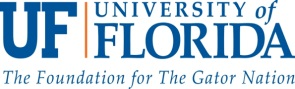 UF UNIVERSITY of
FLORIDA
The Foundation for The Gator Nation